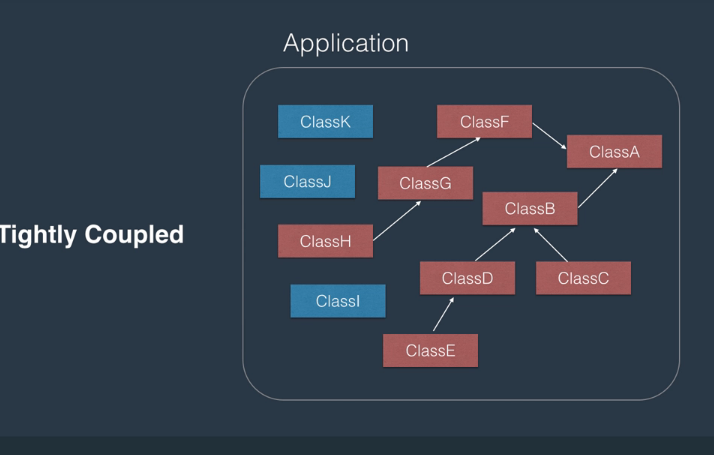 Application
ClassK
ClassF
ClassA
ClassJ
ClassG
ClassB
Tightly Coupled
ClassH
ClassD
ClassC
ClassI
ClassE